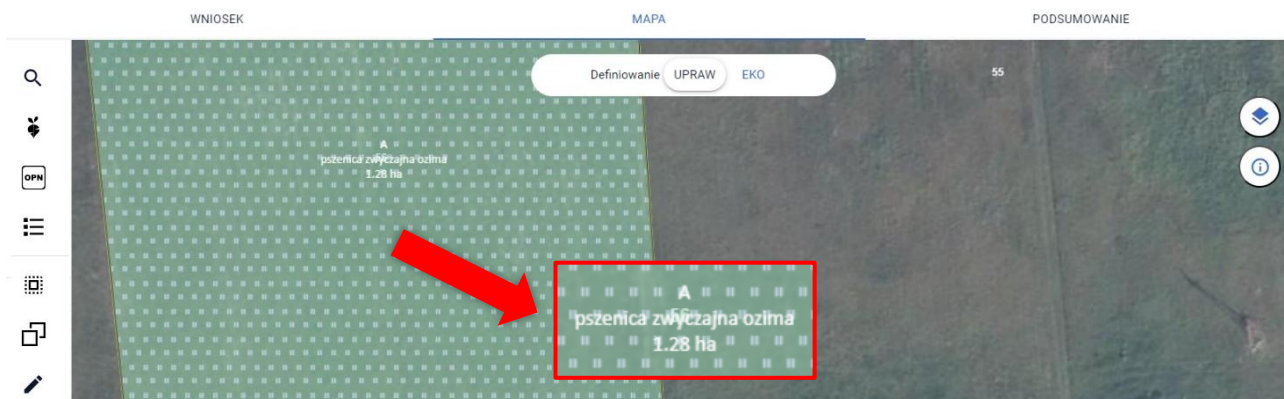 WNIOSEK MAPA PODSUMOWANIE
Definiowanie UPRAW EKO
55
OPN
A
pszenica zwyczajna ozima
1.28 ha
A
56
pszenica zwyczajna ozima
1.28 ha